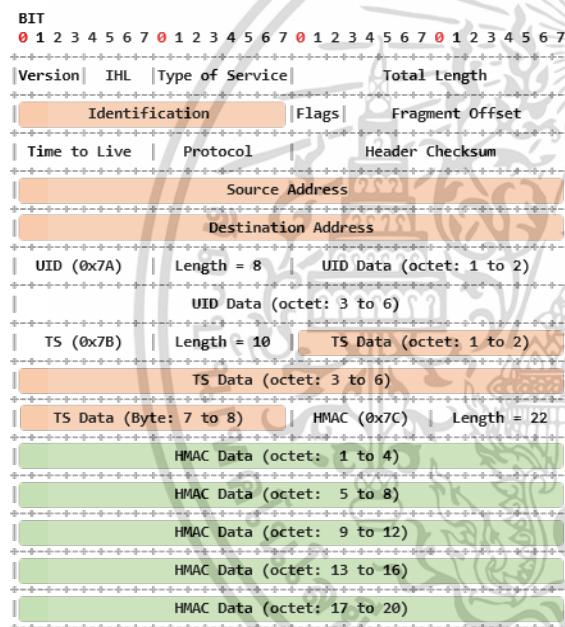 BIT
0 1 2 3 4 5 6 7 0 1 2 3 4 5 6 7 0 1 2 3 4 5 6 7 0 1 2 3 4 5 6 7
|Version| IHL |Type of Service| Total Length
| Identification |Flags| Fragment Offset
| Time to Live | Protocol | Header Checksum
| Source Address
| Destination Address
| UID (0x7A) | Length = 8 | UID Data (octet: 1 to 2)
| UID Data (octet: 3 to 6)
| TS (0x7B) | Length = 10 | TS Data (octet: 1 to 2)
| TS Data (octet: 3 to 6)
| TS Data (Byte: 7 to 8) | HMAC (0x7C) | Length = 22
| HMAC Data (octet: 1 to 4)
| HMAC Data (octet: 5 to 8)
| HMAC Data (octet: 9 to 12)
| HMAC Data (octet: 13 to 16)
| HMAC Data (octet: 17 to 20)